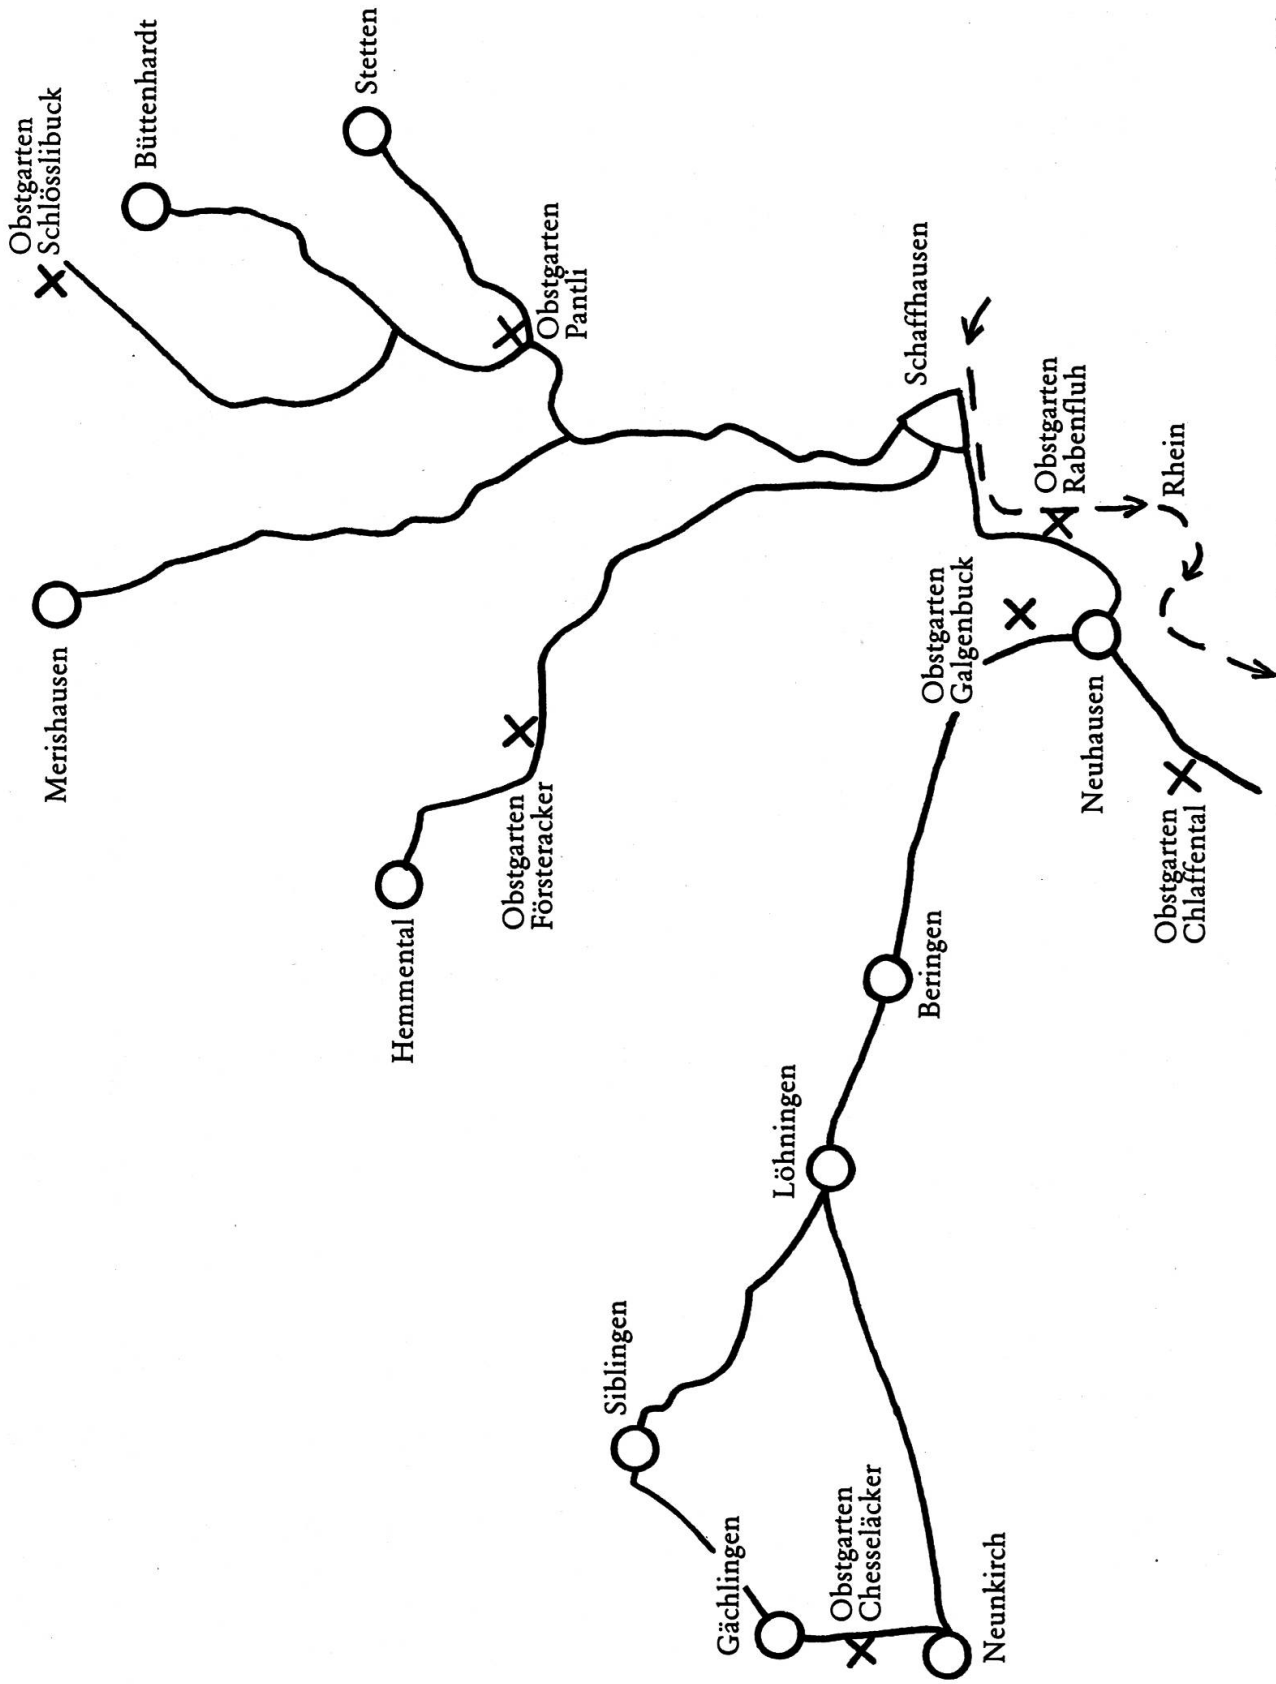 Obstgarten
Schlösslibuck
Büttenhardt
Stetten
Merishausen
Obstgarten
Pantli
Hemmental
Obstgarten
Försteracker
Schaffhausen
Obstgarten
Rabenfluh
Rhein
Obstgarten
Galgenbuck
Neuhausen
Obstgarten
Chlaffental
Beringen
Löhningen
Siblingen
Gächlingen
Obstgarten
Chesseläcker
Neunkirch